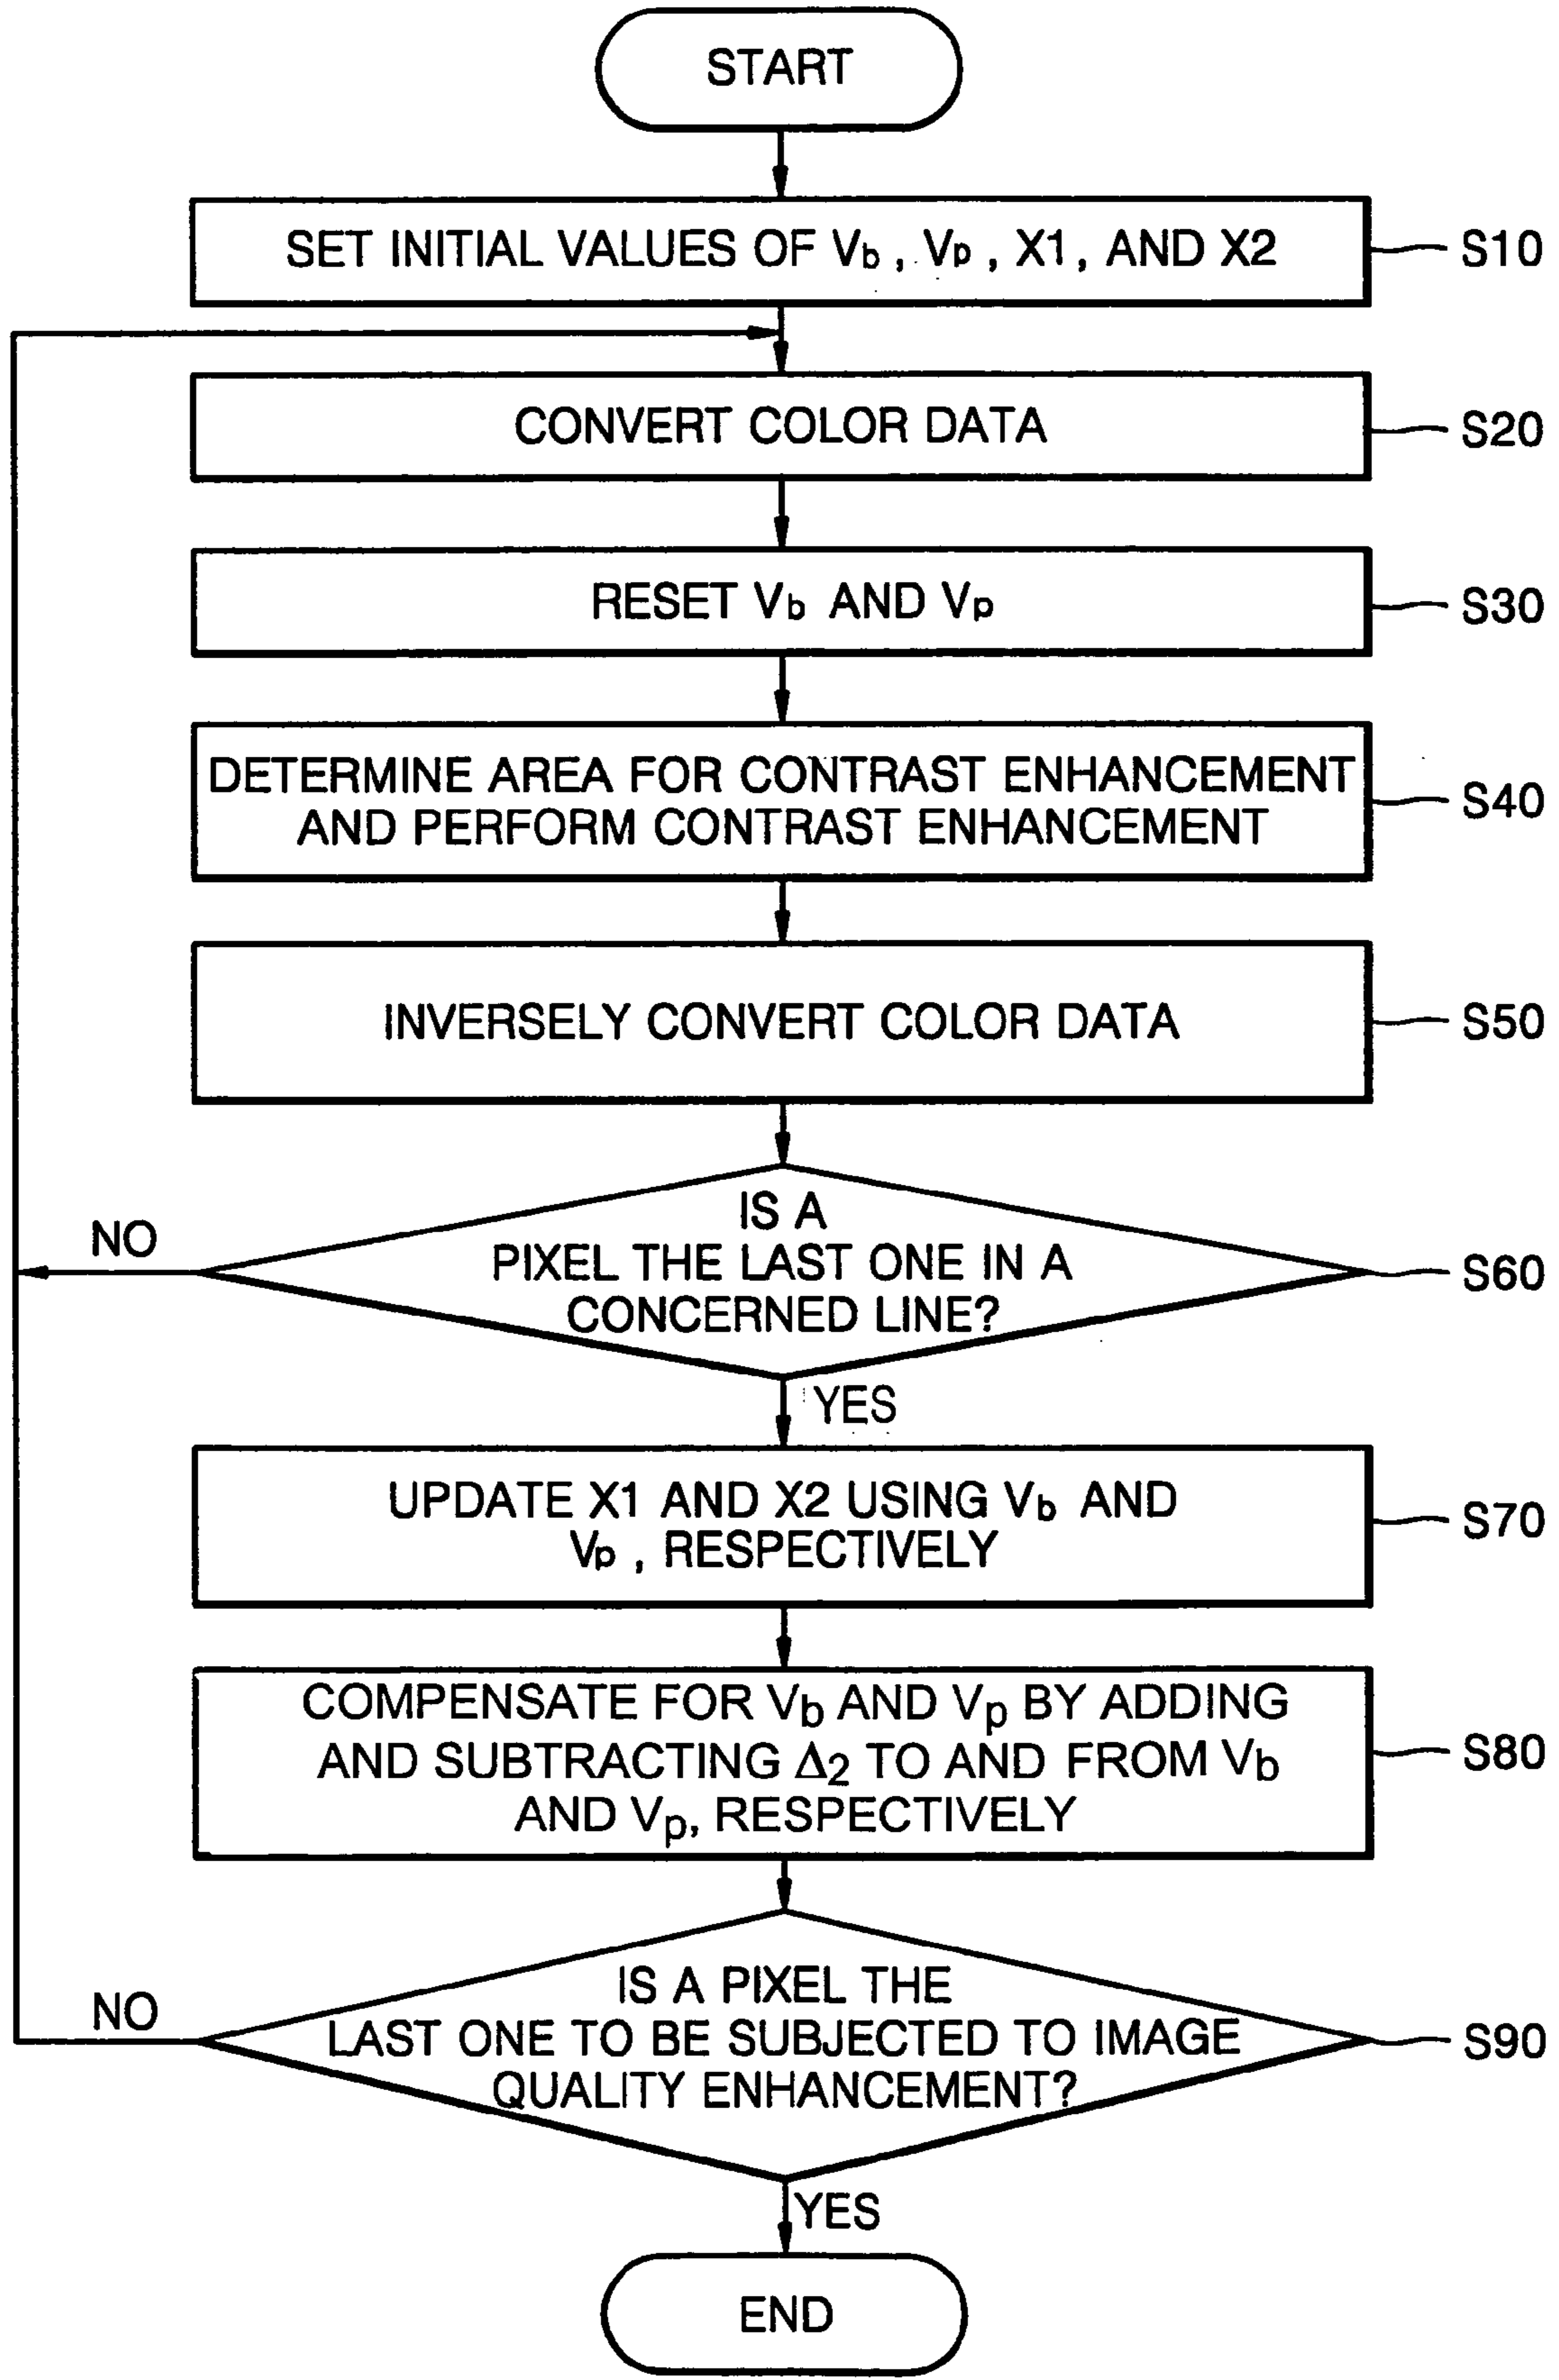 START
SET INITIAL VALUES OF Vb, Vp, X1, AND X2
S10
CONVERT COLOR DATA
S20
RESET Vb AND Vp
S30
DETERMINE AREA FOR CONTRAST ENHANCEMENT
AND PERFORM CONTRAST ENHANCEMENT
S40
INVERSELY CONVERT COLOR DATA
S50
IS A
PIXEL THE LAST ONE IN A
CONCERNED LINE?
S60
NO
YES
UPDATE X1 AND X2 USING Vb AND
Vp, RESPECTIVELY
S70
COMPENSATE FOR Vb AND Vp BY ADDING
AND SUBTRACTING Δ2 TO AND FROM Vb
AND Vp, RESPECTIVELY
S80
IS A PIXEL THE
LAST ONE TO BE SUBJECTED TO IMAGE
QUALITY ENHANCEMENT?
S90
NO
YES
END